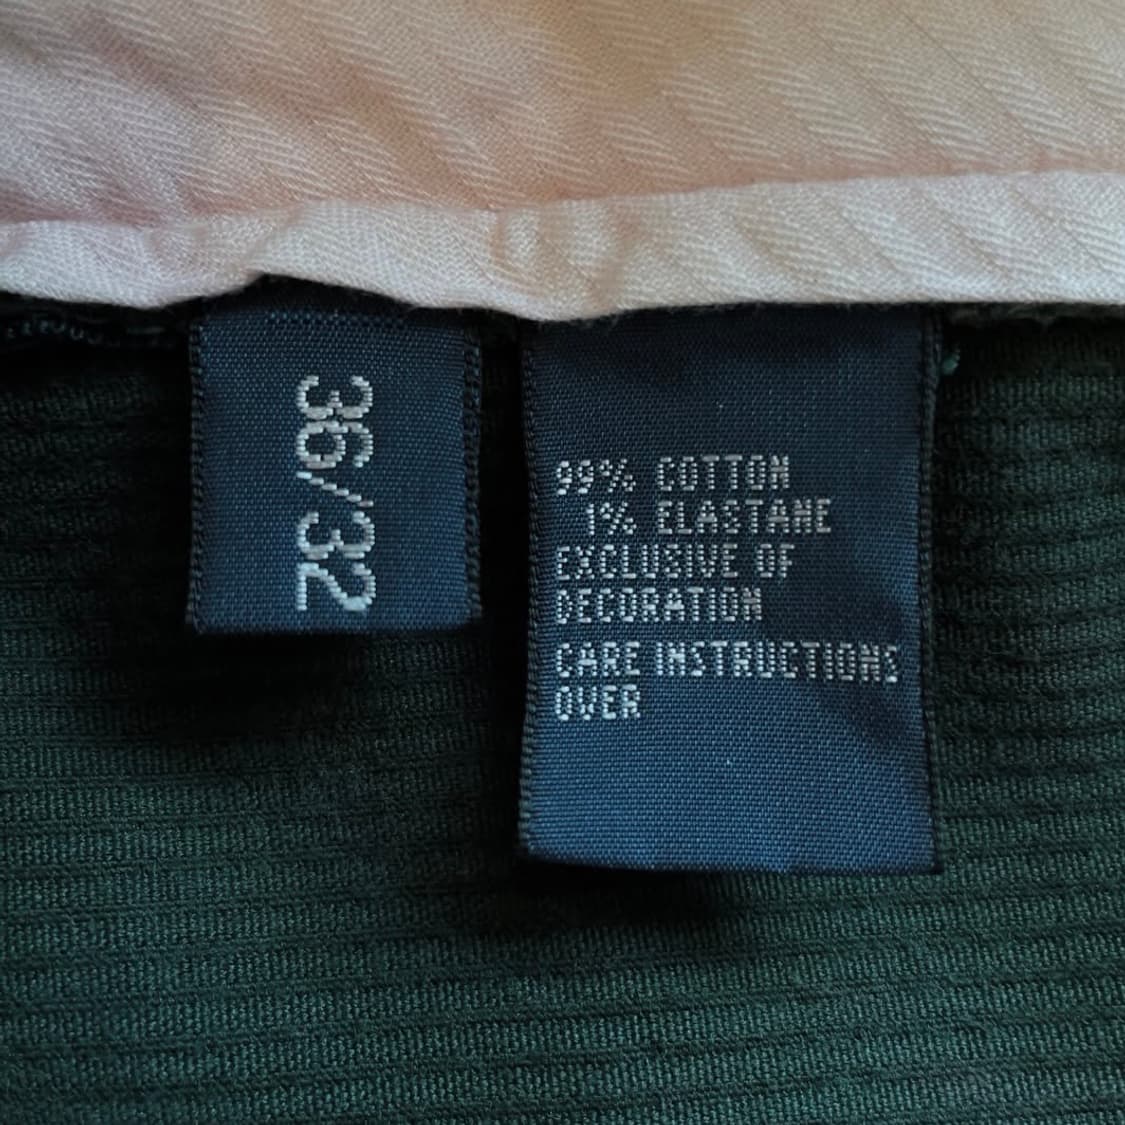 36/32
99% COTTON
1% ELASTANE
EXCLUSIVE OF
DECORATION
CARE INSTRUCTIONS
OVER